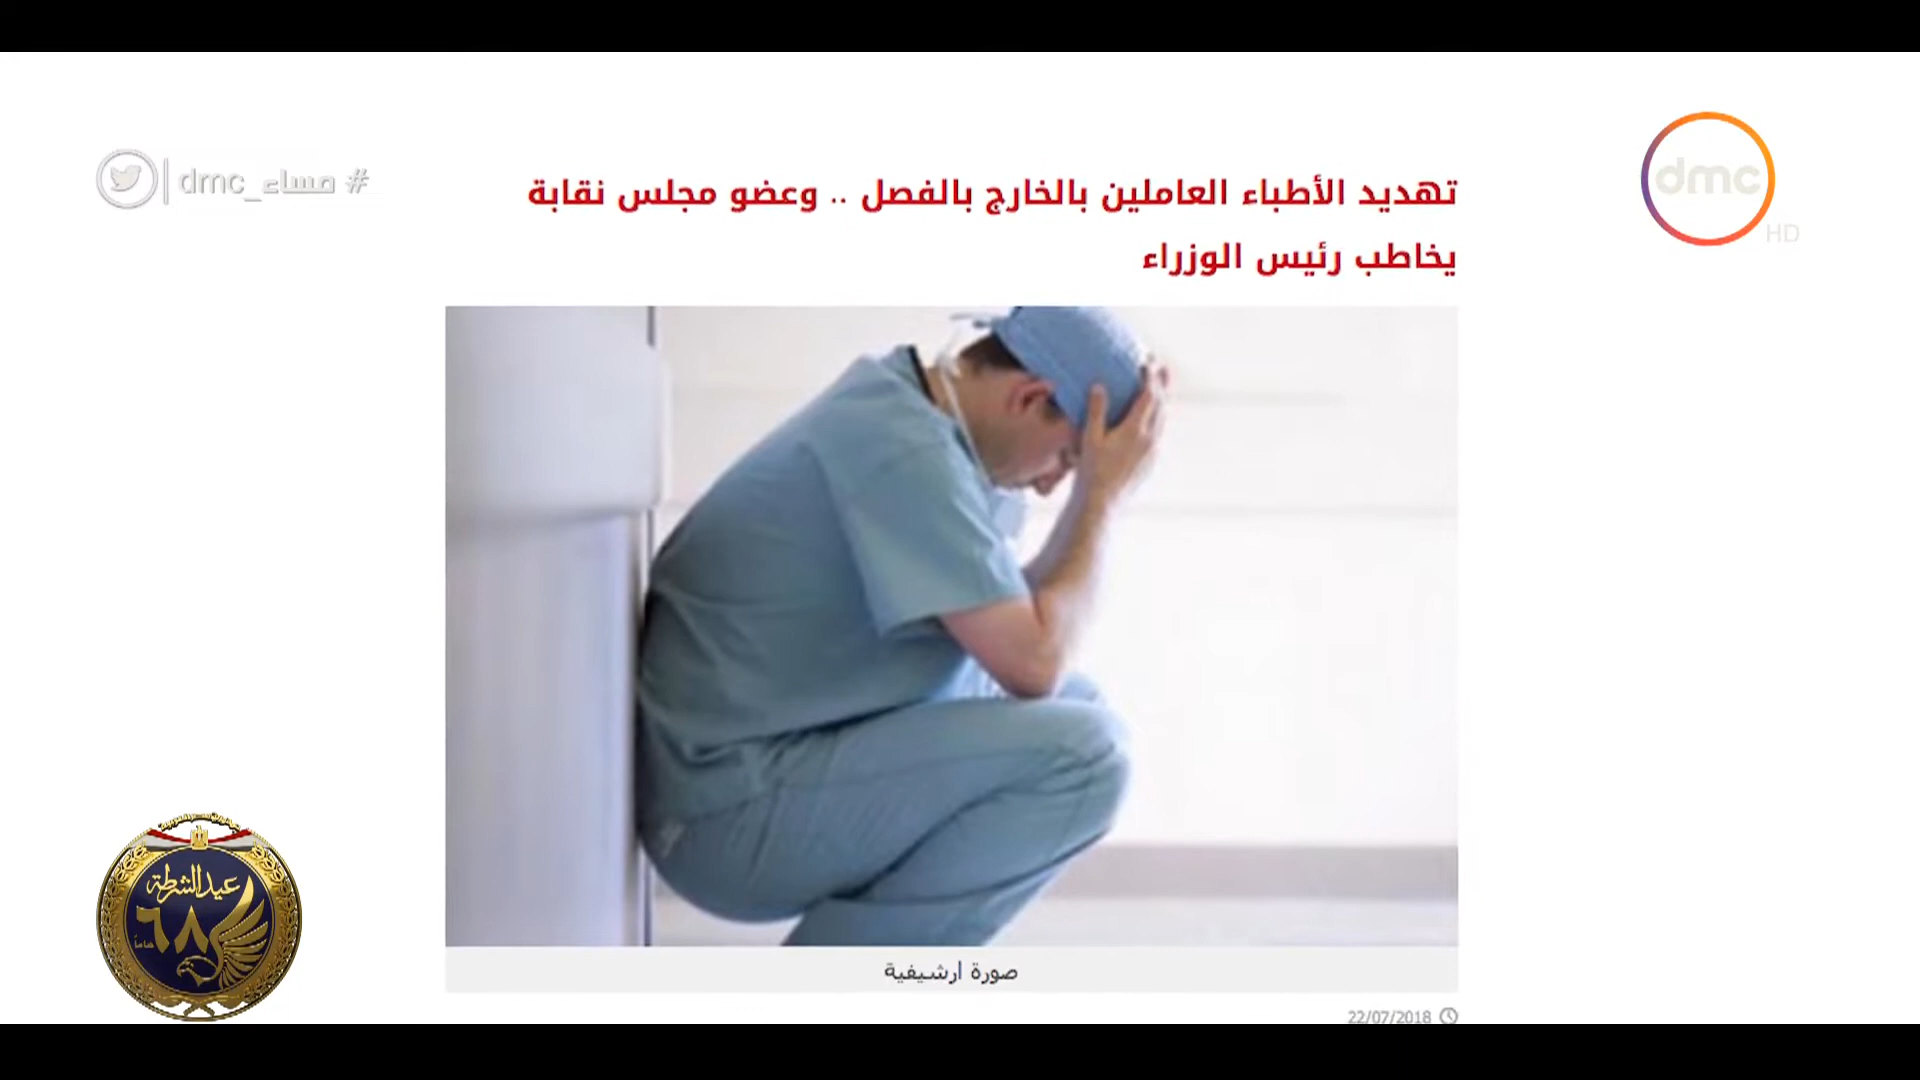 # مساء_dmc
dmc
HD
تهديد الأطباء العاملين بالخارج بالفصل .. وعضو مجلس نقابة
يخاطب رئيس الوزراء
عيد الشرطة
٦٨
عاماً
صورة ارشيفية
22/07/2018